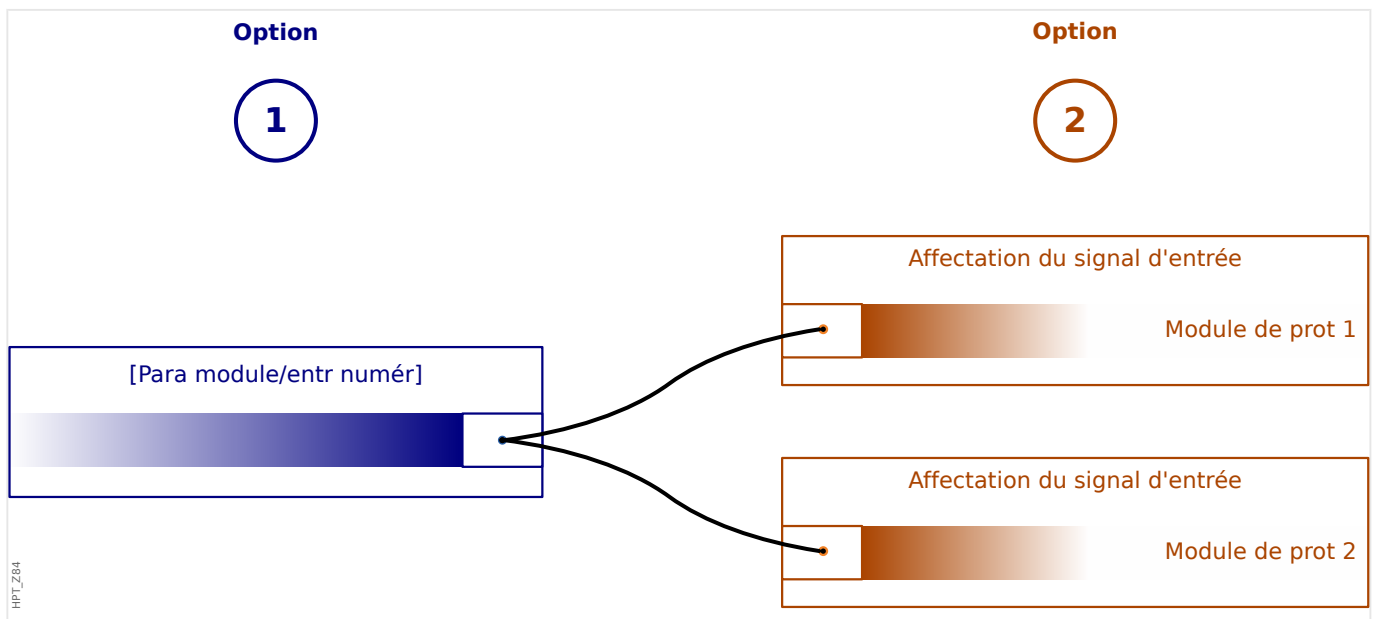 Option
1
Option
2
[Para module/entr numér]
Affectation du signal d'entrée
Module de prot 1
Affectation du signal d'entrée
Module de prot 2
HPT_Z84